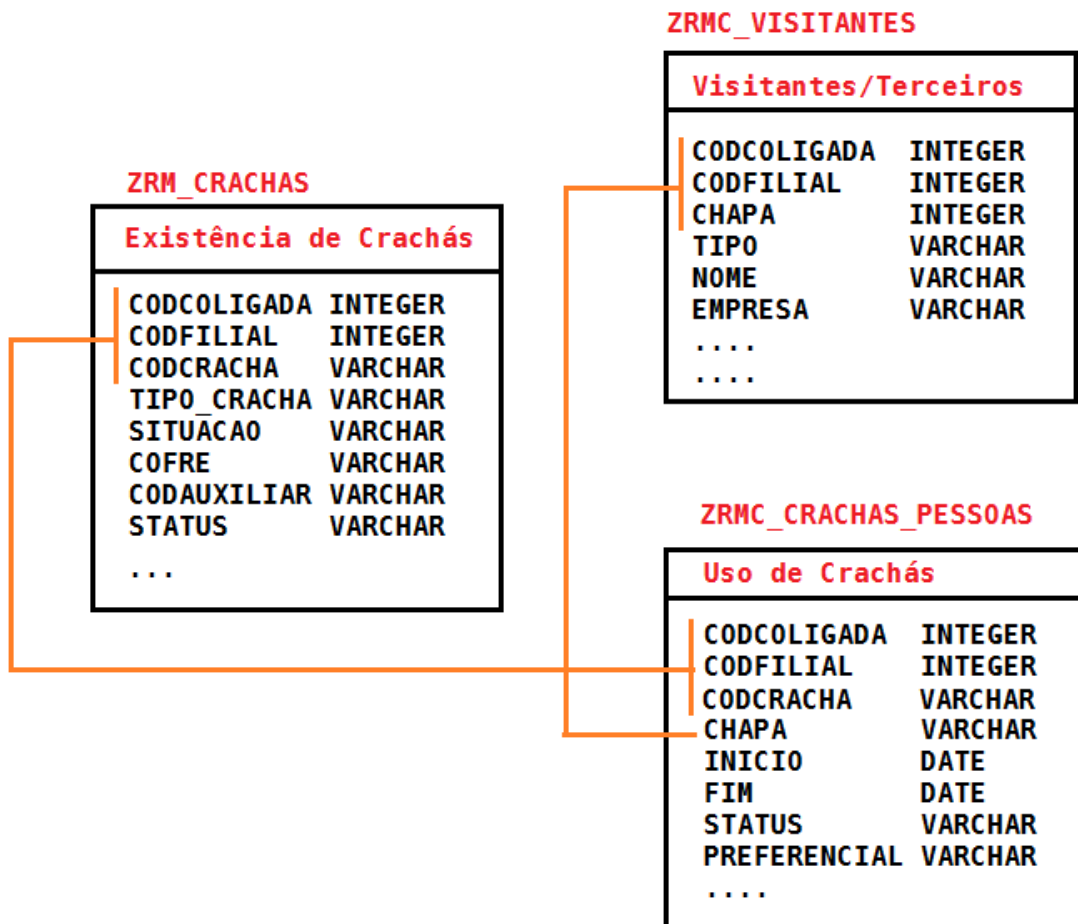 ZRMC_VISITANTES
Visitantes/Terceiros
CODCOLIGADA INTEGER
CODFILIAL INTEGER
CHAPA INTEGER
TIPO VARCHAR
NOME VARCHAR
EMPRESA VARCHAR
....
....
ZRM_CRACHAS
Existência de Crachás
CODCOLIGADA INTEGER
CODFILIAL INTEGER
CODCRACHA VARCHAR
TIPO_CRACHA VARCHAR
SITUACAO VARCHAR
COFRE VARCHAR
CODAUXILIAR VARCHAR
STATUS VARCHAR
...
ZRMC_CRACHAS_PESSOAS
Uso de Crachás
CODCOLIGADA INTEGER
CODFILIAL INTEGER
CODCRACHA VARCHAR
CHAPA VARCHAR
INICIO DATE
FIM DATE
STATUS VARCHAR
PREFERENCIAL VARCHAR
....